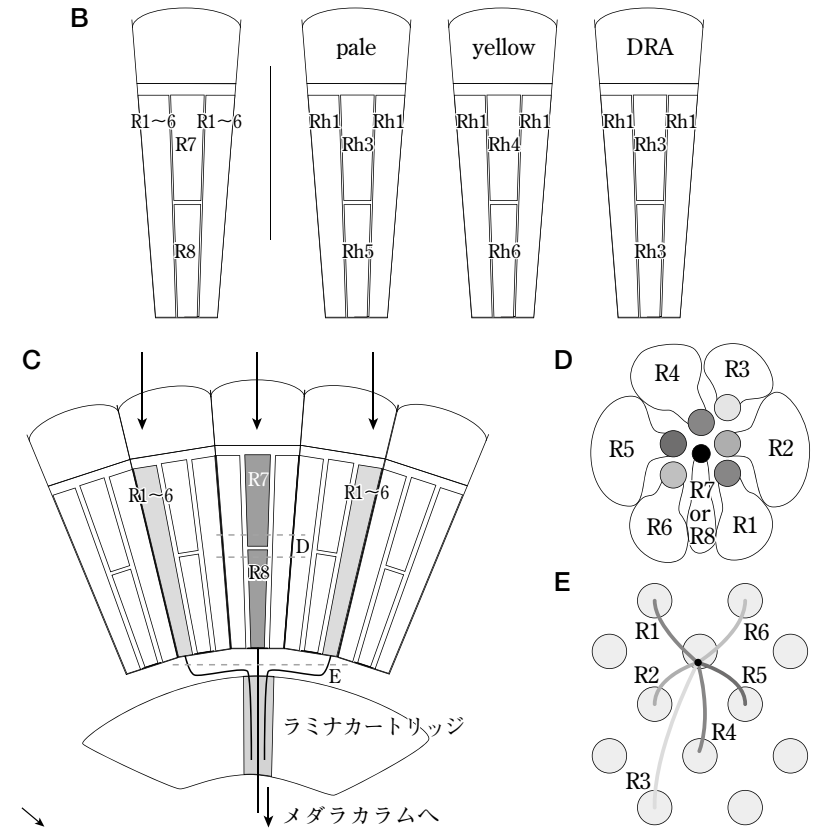 B
pale
yellow
DRA
R1〜6
R1〜6
R7
R8
Rh1
Rh1
Rh3
Rh5
Rh1
Rh1
Rh4
Rh6
Rh1
Rh1
Rh3
Rh3
C
R1〜6
R7
R1〜6
R8
D
E
ラミナカートリッジ
メダラカラムへ
D
R4
R3
R5
R2
R7
or
R8
R6
R1
E
R1
R6
R2
R5
R4
R3